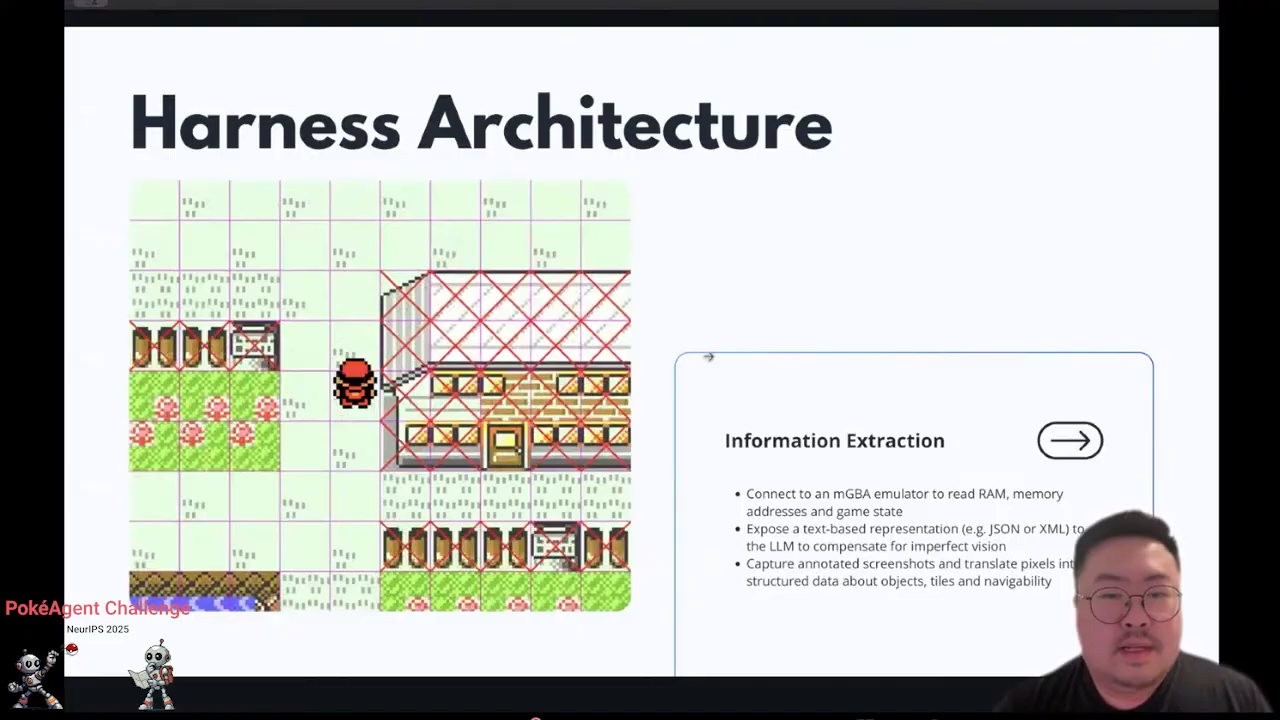 Harness Architecture
Information Extraction
• Connect to an mGBA emulator to read RAM, memory
addresses and game state
• Expose a text-based representation (e.g. JSON or XML) to
the LLM to compensate for imperfect vision
• Capture annotated screenshots and translate pixels
structured data about objects, tiles and navigability
PokéAgent Challenge
NeurIPS 2025